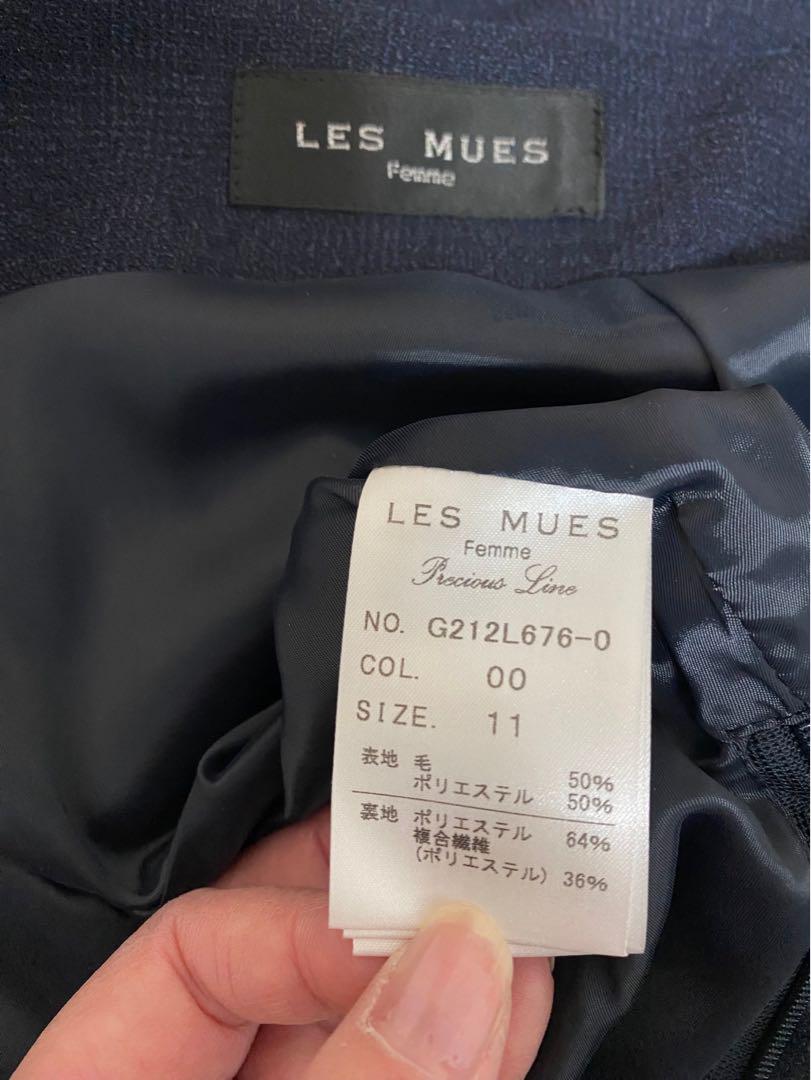 LES MUES
Femme
LES MUES
Femme
Precious Line
NO. G212L676-0
COL. 00
SIZE. 11
表地 毛 50%
ポリエステル 50%
裏地 ポリエステル 64%
複合繊維
(ポリエステル) 36%